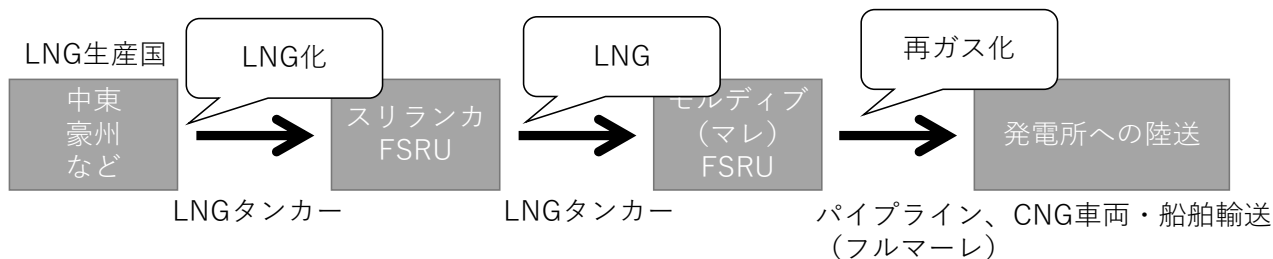 LNG生産国
LNG化
LNG
再ガス化
中東
豪州
など
スリランカ
FSRU
モルディブ
（マレ）
FSRU
発電所への陸送
LNGタンカー
LNGタンカー
パイプライン、CNG車両・船舶輸送
（フルマーレ）